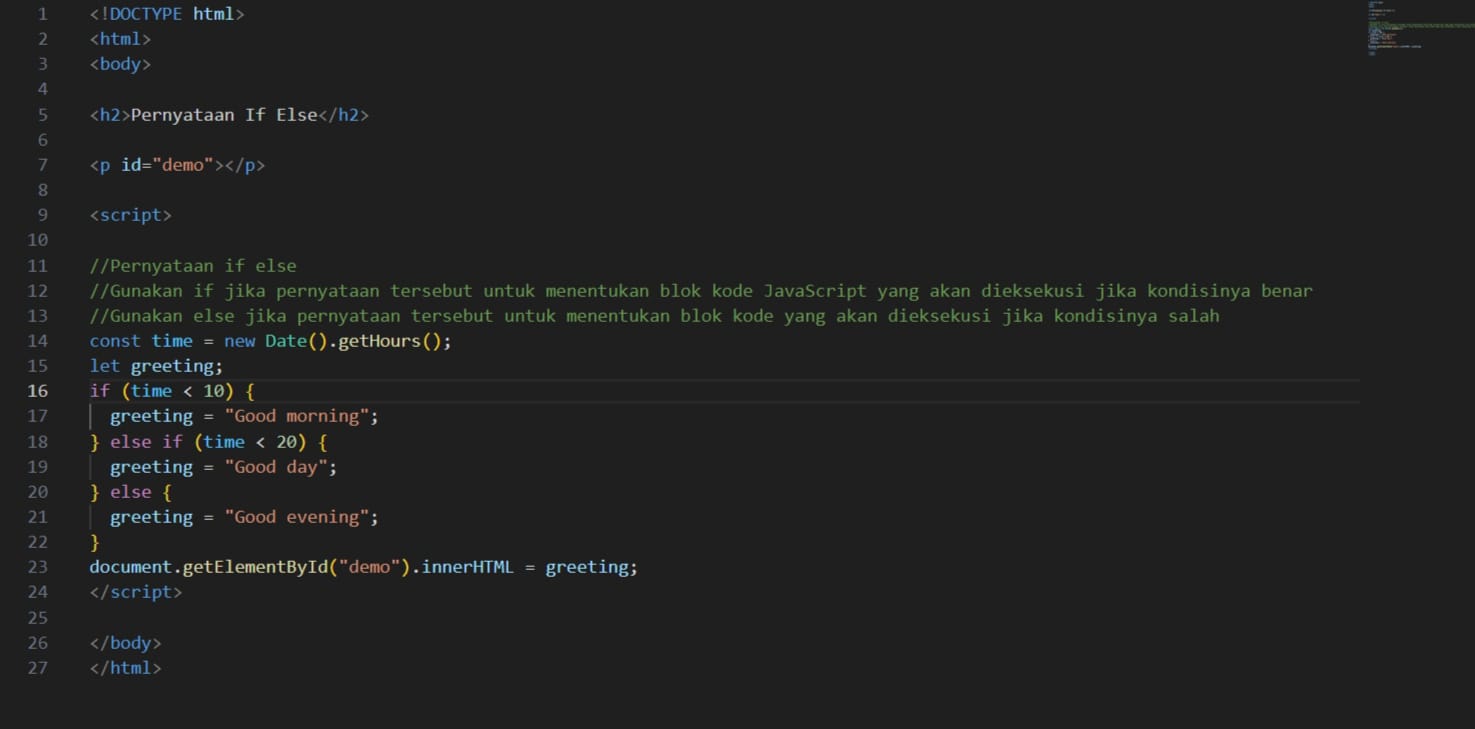 1 <!DOCTYPE html>
2 <html>
3 <body>
4
5 <h2>Pernyataan If Else</h2>
6
7 <p id="demo"></p>
8
9 <script>
10
11 //Pernyataan if else
12 //Gunakan if jika pernyataan tersebut untuk menentukan blok kode JavaScript yang akan dieksekusi jika kondisinya benar
13 //Gunakan else jika pernyataan tersebut untuk menentukan blok kode yang akan dieksekusi jika kondisinya salah
14 const time = new Date().getHours();
15 let greeting;
16 if (time < 10) {
17   greeting = "Good morning";
18 } else if (time < 20) {
19   greeting = "Good day";
20 } else {
21   greeting = "Good evening";
22 }
23 document.getElementById("demo").innerHTML = greeting;
24 </script>
25
26 </body>
27 </html>